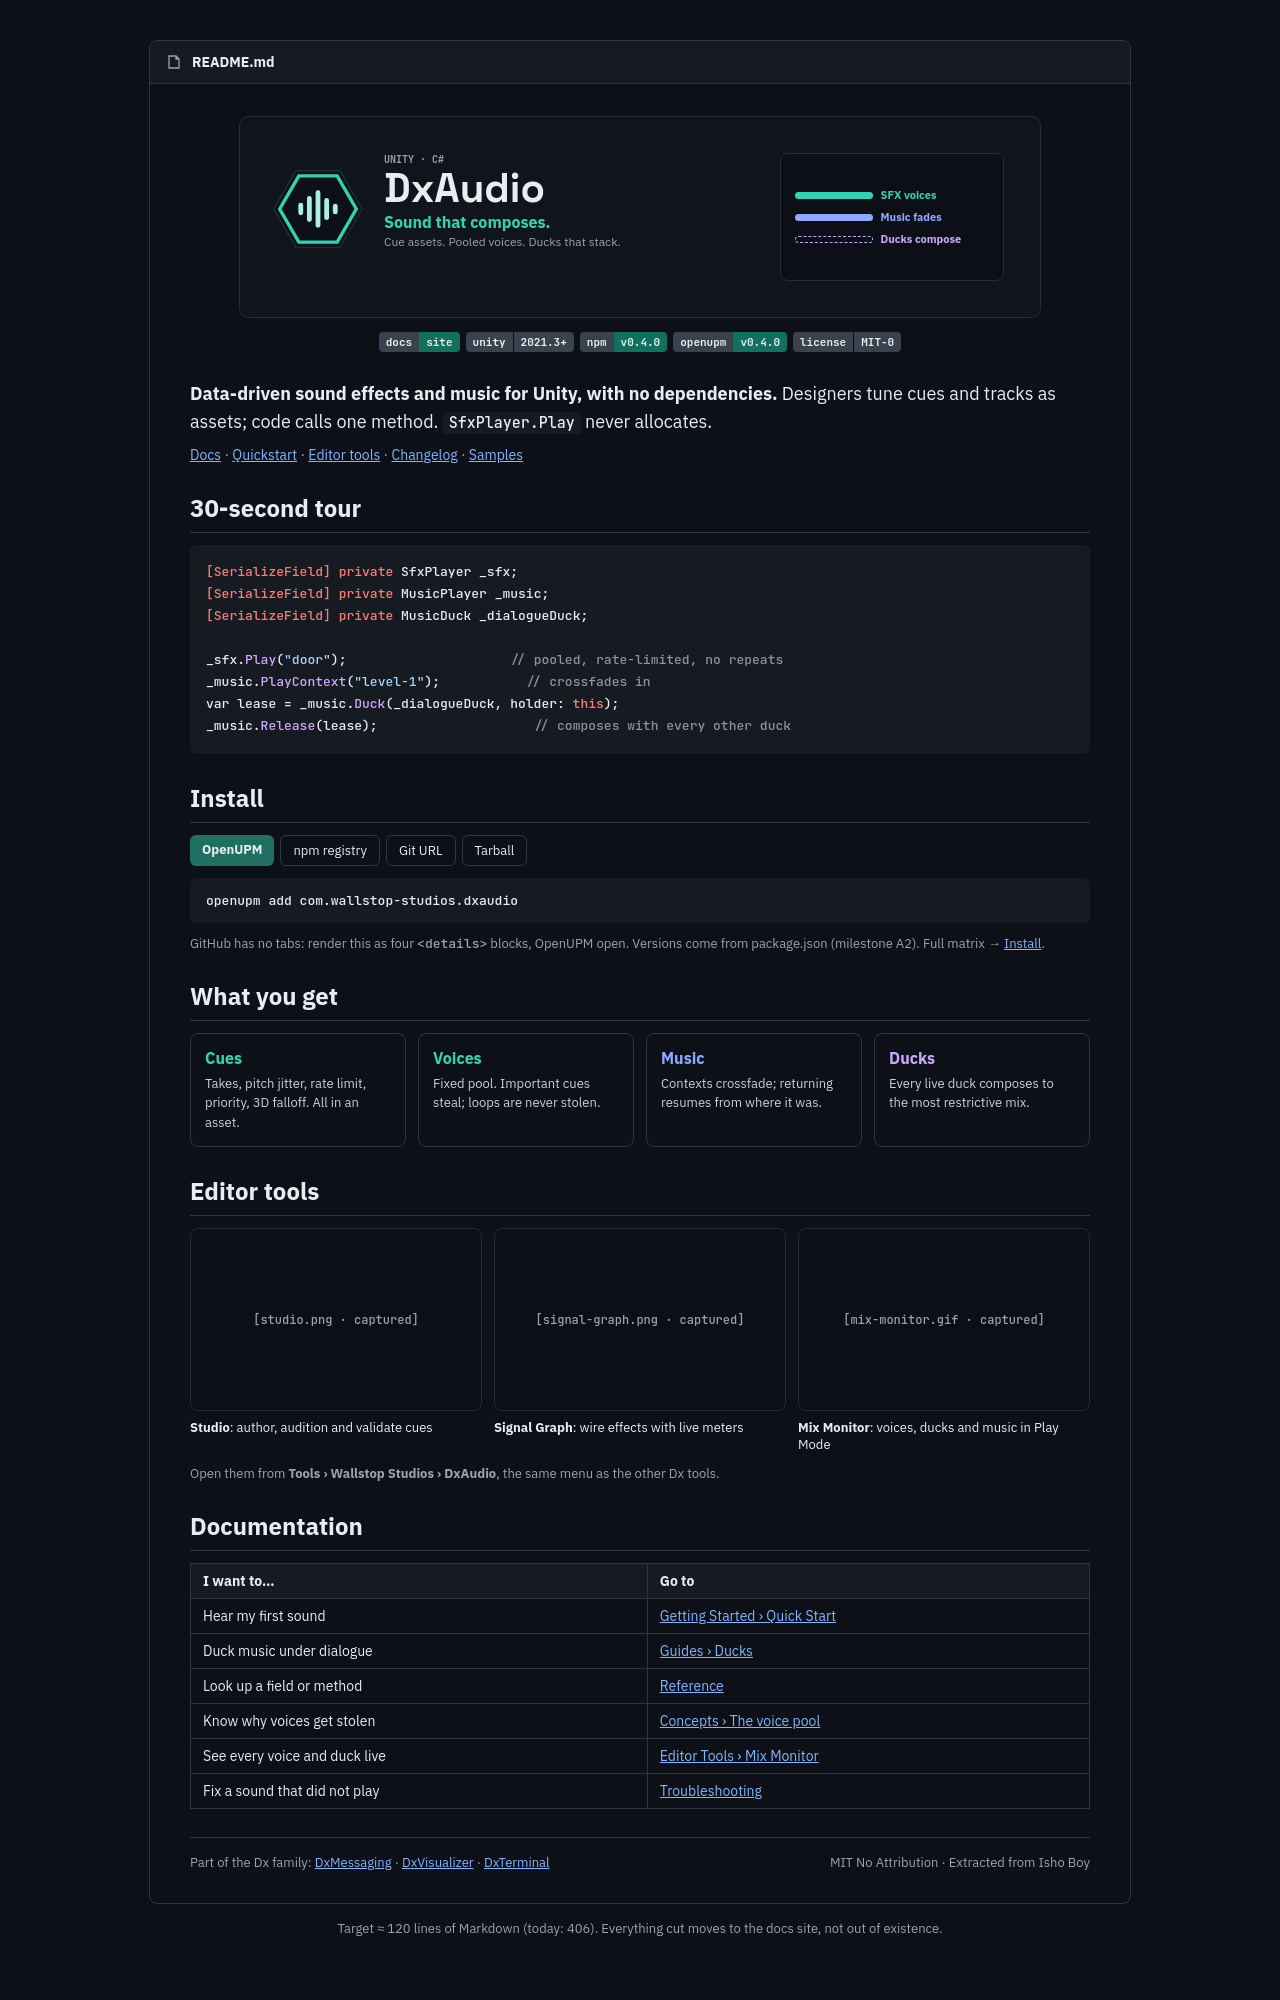 README.md
UNITY · C#
DxAudio
Sound that composes.
Cue assets. Pooled voices. Ducks that stack.
SFX voices
Music fades
Ducks compose
docs site unity 2021.3+ npm v0.4.0 openupm v0.4.0 license MIT-0
Data-driven sound effects and music for Unity, with no dependencies. Designers tune cues and tracks as
assets; code calls one method. SfxPlayer.Play never allocates.
Docs · Quickstart · Editor tools · Changelog · Samples
30-second tour
[SerializeField] private SfxPlayer _sfx;
[SerializeField] private MusicPlayer _music;
[SerializeField] private MusicDuck _dialogueDuck;
_sfx.Play("door"); // pooled, rate-limited, no repeats
_music.PlayContext("level-1"); // crossfades in
var lease = _music.Duck(_dialogueDuck, holder: this);
_music.Release(lease); // composes with every other duck
Install
OpenUPM npm registry Git URL Tarball
openupm add com.wallstop-studios.dxaudio
GitHub has no tabs: render this as four <details> blocks, OpenUPM open. Versions come from package.json (milestone A2). Full matrix → Install.
What you get
Cues
Takes, pitch jitter, rate limit,
priority, 3D falloff. All in an
asset.
Voices
Fixed pool. Important cues
steal; loops are never stolen.
Music
Contexts crossfade; returning
resumes from where it was.
Ducks
Every live duck composes to
the most restrictive mix.
Editor tools
[studio.png · captured]
[signal-graph.png · captured]
[mix-monitor.gif · captured]
Studio: author, audition and validate cues
Signal Graph: wire effects with live meters
Mix Monitor: voices, ducks and music in Play
Mode
Open them from Tools › Wallstop Studios › DxAudio, the same menu as the other Dx tools.
Documentation
I want to… Go to
Hear my first sound Getting Started › Quick Start
Duck music under dialogue Guides › Ducks
Look up a field or method Reference
Know why voices get stolen Concepts › The voice pool
See every voice and duck live Editor Tools › Mix Monitor
Fix a sound that did not play Troubleshooting
Part of the Dx family: DxMessaging · DxVisualizer · DxTerminal
MIT No Attribution · Extracted from Isho Boy
Target ≈ 120 lines of Markdown (today: 406). Everything cut moves to the docs site, not out of existence.